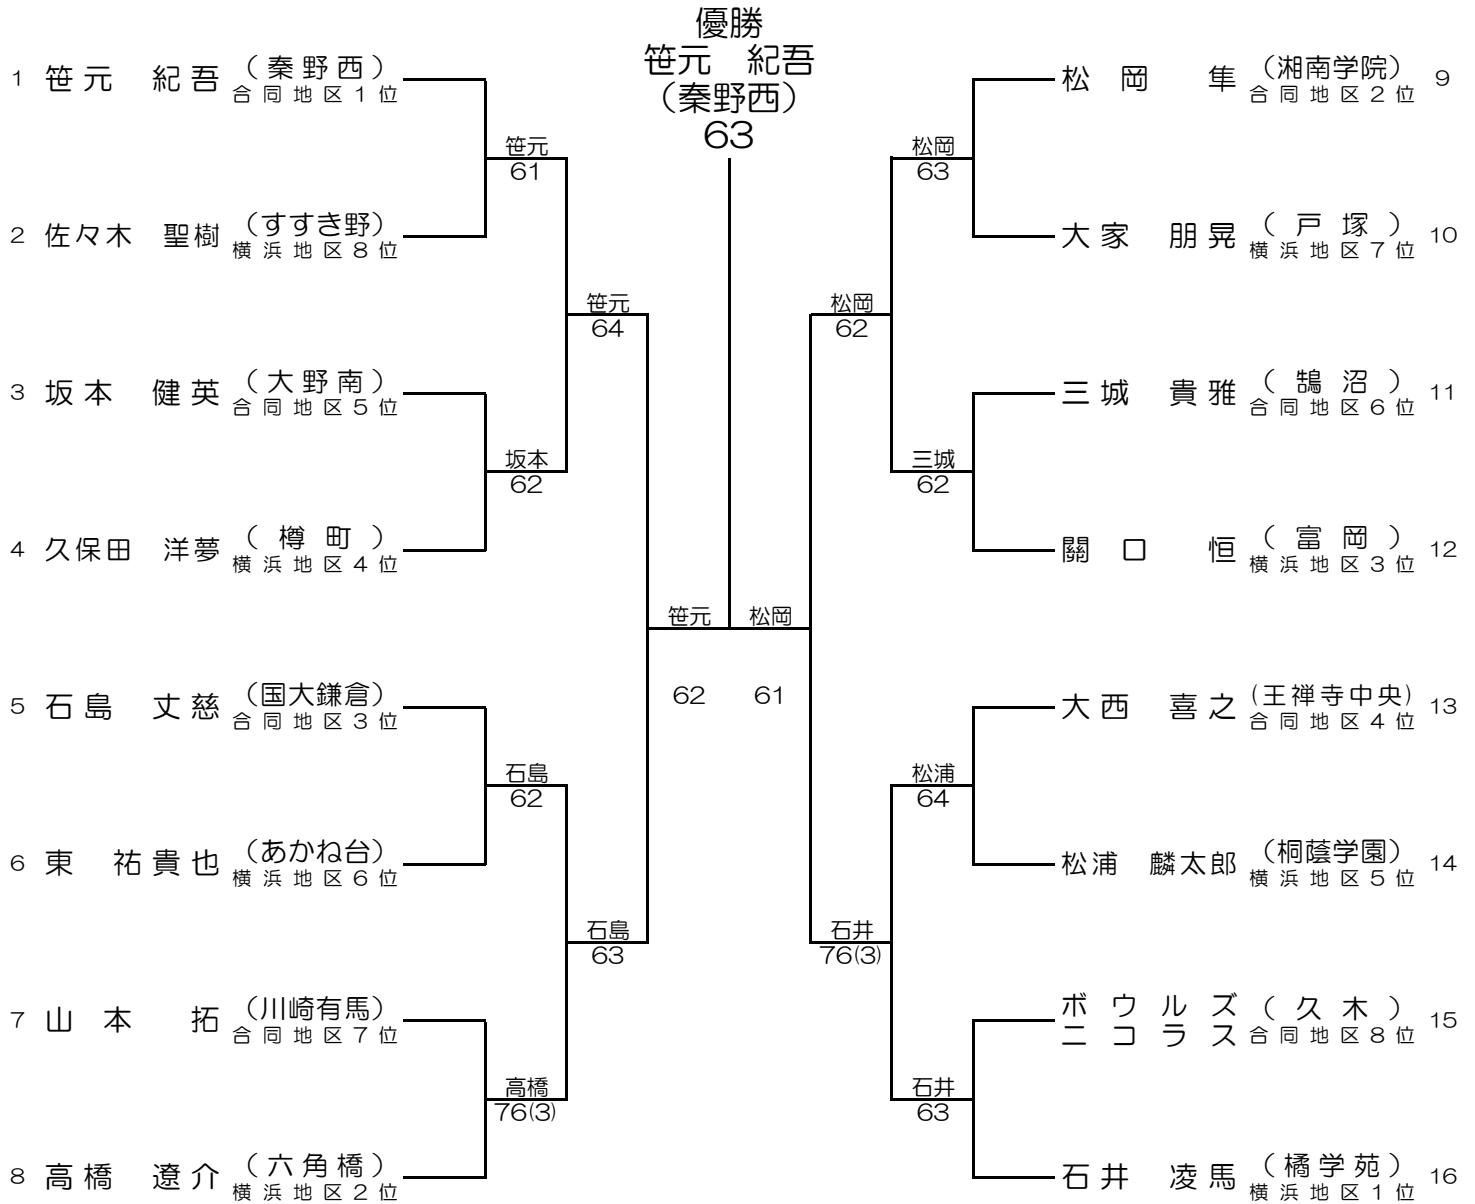 優勝
笹元 紀吾
（秦野西）
63
1 笹元 紀吾 （秦野西）
合同地区1位
笹元
61
2 佐々木 聖樹 （すすき野）
横浜地区8位
笹元
64
3 坂本 健英 （大野南）
合同地区5位
坂本
62
4 久保田 洋夢 （樽町）
横浜地区4位
笹元
62
5 石島 丈慈 （国大鎌倉）
合同地区3位
石島
62
6 東 祐貴也 （あかね台）
横浜地区6位
石島
63
7 山本 拓 （川崎有馬）
合同地区7位
高橋
76(3)
8 高橋 遼介 （六角橋）
横浜地区2位
松岡 隼 （湘南学院） 9
合同地区2位
松岡
63
大家 朋晃 （戸塚） 10
横浜地区7位
松岡
62
三城 貴雅 （鵠沼） 11
合同地区6位
三城
62
關口 恒 （富岡） 12
横浜地区3位
松岡
61
大西 喜之 (王禅寺中央) 13
合同地区4位
松浦
64
松浦 麟太郎 （桐蔭学園） 14
横浜地区5位
石井
76(3)
ボウルズ
ニコラス （久木） 15
合同地区8位
石井
63
石井 凌馬 （橘学苑） 16
横浜地区1位